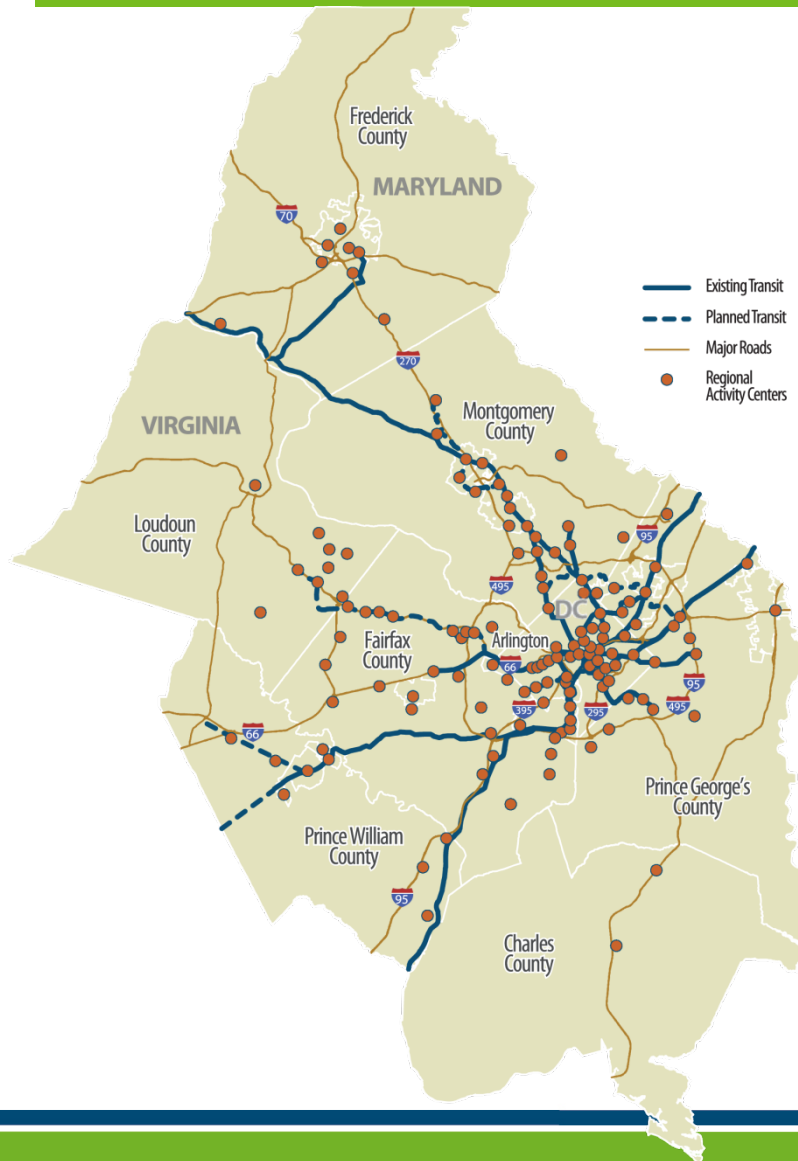 Frederick
County
MARYLAND
70
Existing Transit
Planned Transit
Major Roads
Regional
Activity Centers
270
VIRGINIA
Montgomery
County
Loudoun
County
95
495
DC
Fairfax
County
Arlington
66
95
395
295
495
66
Prince George's
County
Prince William
County
95
Charles
County